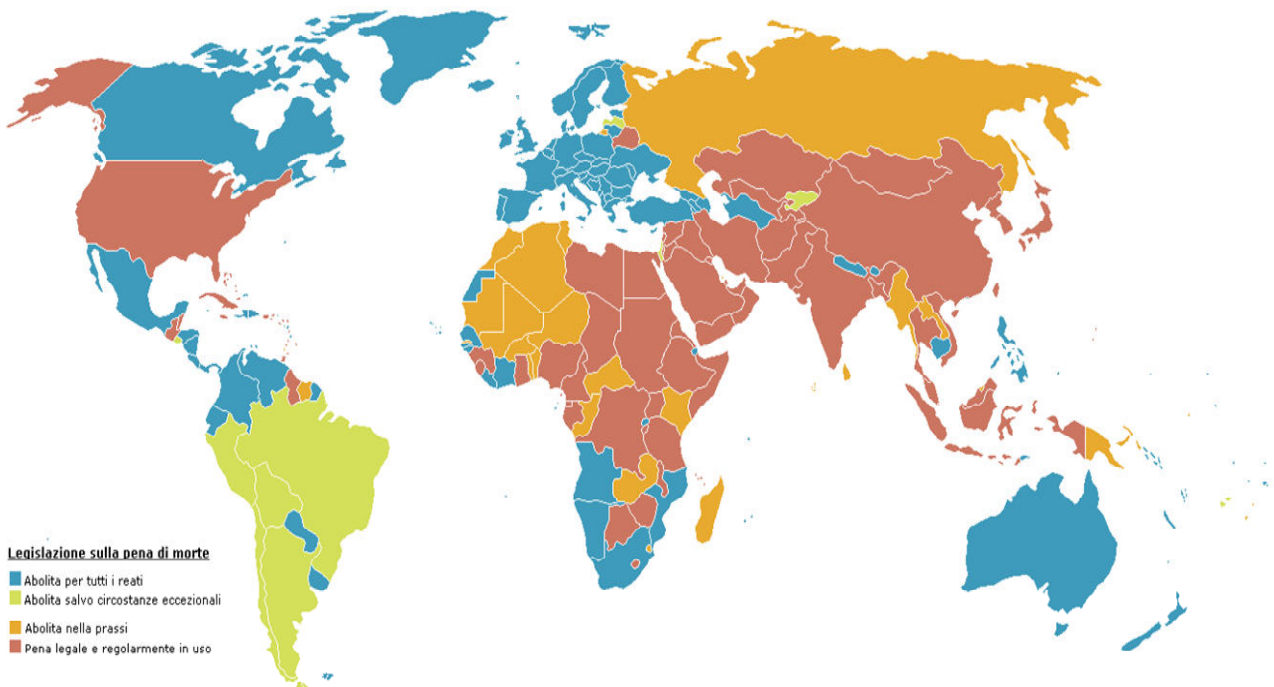 Legislazione sulla pena di morte
Abolita per tutti i reati
Abolita salvo circostanze eccezionali
Abolita nella prassi
Pena legale e regolarmente in uso